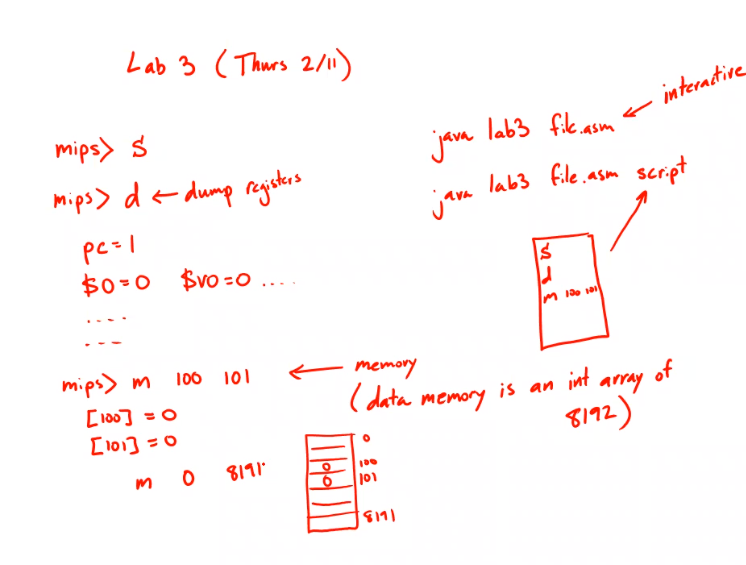 Lab 3 (Thurs 2/11)
interactive
java lab3 file.asm
mips> s
java lab3 file.asm script
mips> d ← dump registers
pc=1
$0=0 $v0=0 ....
....
---
s
d
m 100 101
mips> m 100 101 ← memory
(data memory is an int array of
8192)
[100] = 0
[101] = 0
m 0 8191
0
0 100
0 101
8191